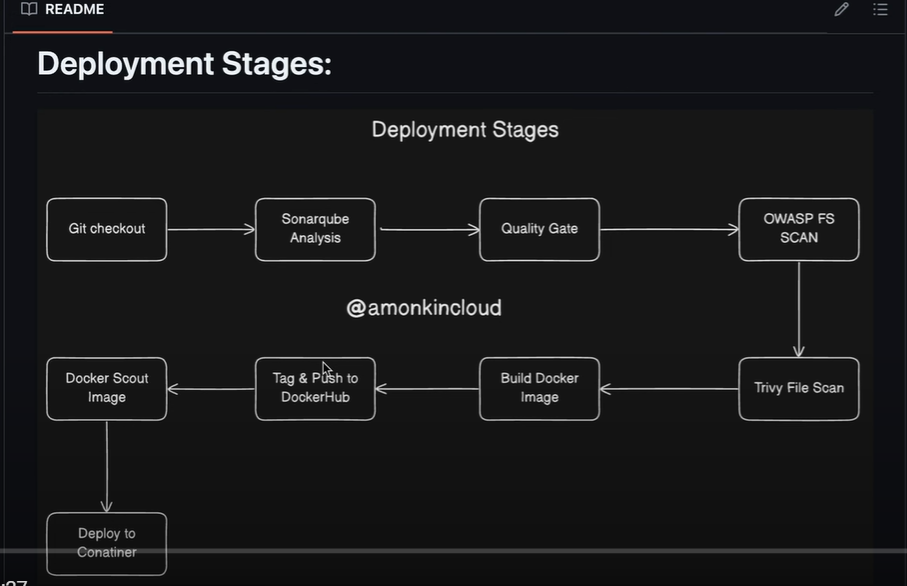 README
Deployment Stages:
Deployment Stages
Git checkout
Sonarqube
Analysis
Quality Gate
OWASP FS
SCAN
@amonkincloud
Docker Scout
Image
Tag & Push to
DockerHub
Build Docker
Image
Trivy File Scan
Deploy to
Conatiner